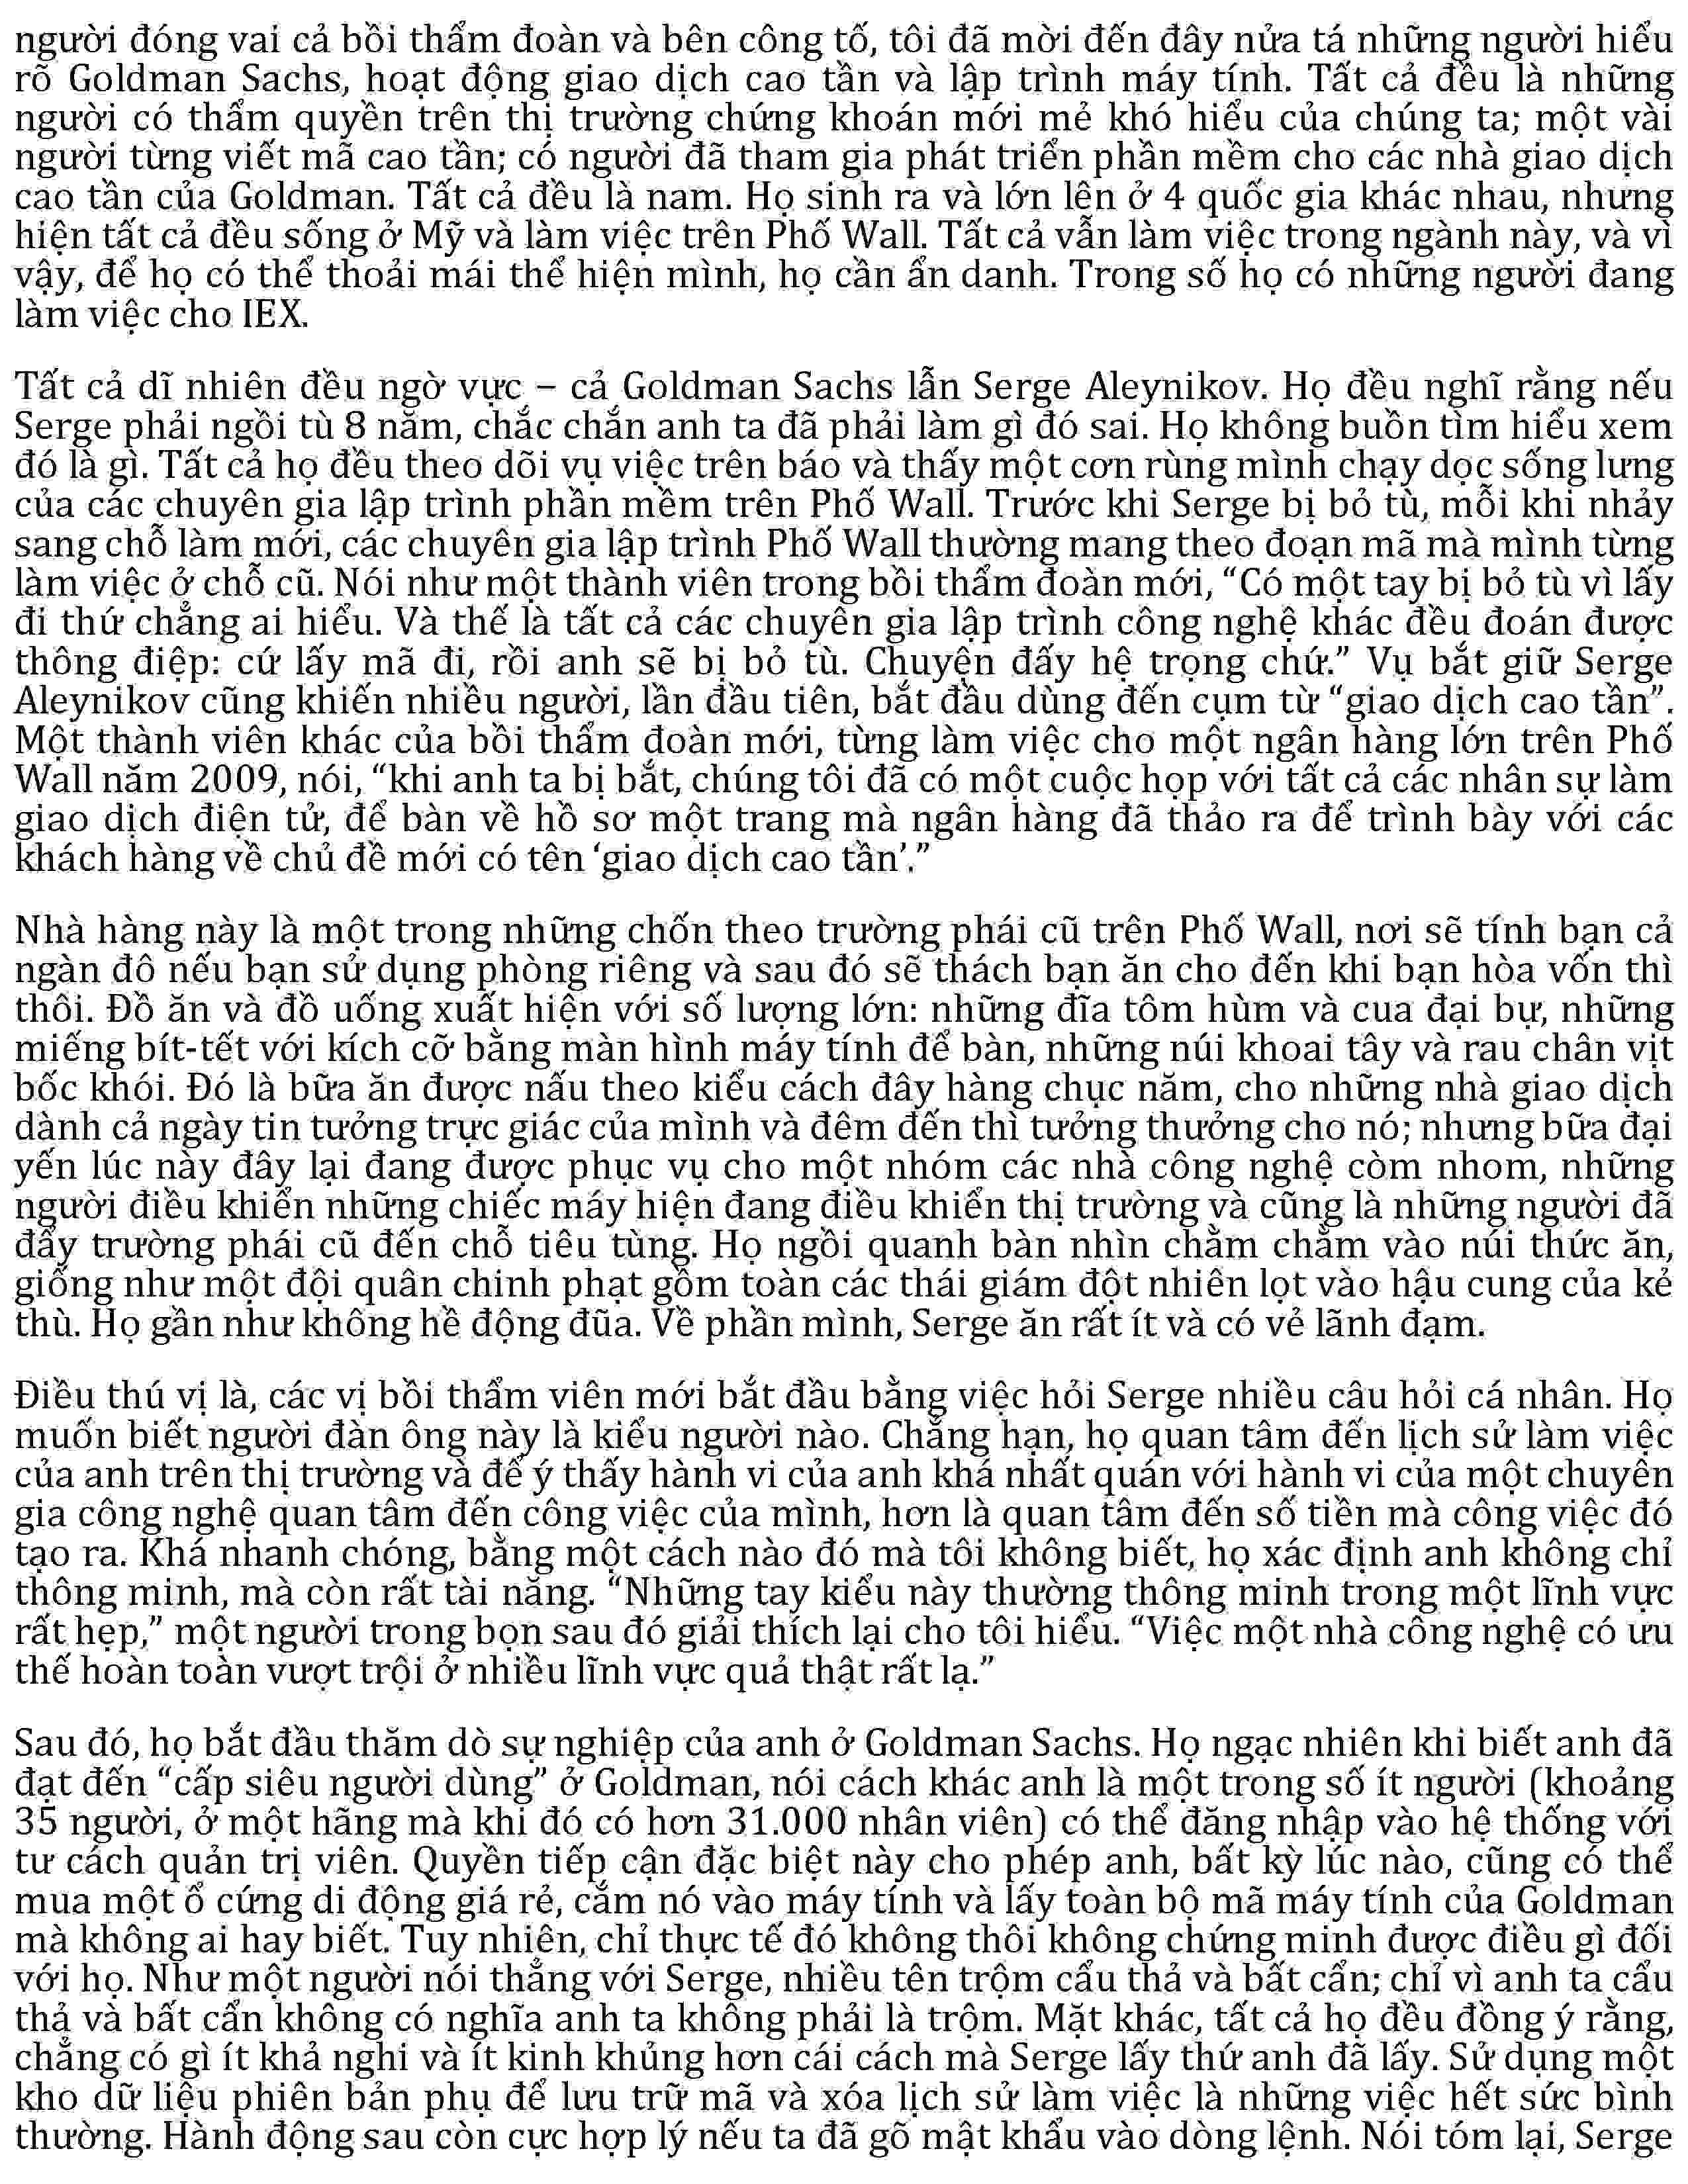 người đóng vai cả bồi thẩm đoàn và bên công tố, tôi đã mời đến đây nửa tá những người hiểu
rõ Goldman Sachs, hoạt động giao dịch cao tần và lập trình máy tính. Tất cả đều là những
người có thẩm quyền trên thị trường chứng khoán mới mẻ khó hiểu của chúng ta; một vài
người từng viết mã cao tần; có người đã tham gia phát triển phần mềm cho các nhà giao dịch
cao tần của Goldman. Tất cả đều là nam. Họ sinh ra và lớn lên ở 4 quốc gia khác nhau, nhưng
hiện tất cả đều sống ở Mỹ và làm việc trên Phố Wall. Tất cả vẫn làm việc trong ngành này, và vì
vậy, để họ có thể thoải mái thể hiện mình, họ cần ẩn danh. Trong số họ có những người đang
làm việc cho IEX.
Tất cả dĩ nhiên đều ngờ vực – cả Goldman Sachs lẫn Serge Aleynikov. Họ đều nghĩ rằng nếu
Serge phải ngồi tù 8 năm, chắc chắn anh ta đã phải làm gì đó sai. Họ không buồn tìm hiểu xem
đó là gì. Tất cả họ đều theo dõi vụ việc trên báo và thấy một cơn rùng mình chạy dọc sống lưng
của các chuyên gia lập trình phần mềm trên Phố Wall. Trước khi Serge bị bỏ tù, mỗi khi nhảy
sang chỗ làm mới, các chuyên gia lập trình Phố Wall thường mang theo đoạn mã mà mình từng
làm việc ở chỗ cũ. Nói như một thành viên trong bồi thẩm đoàn mới, “Có một tay bị bỏ tù vì lấy
đi thứ chẳng ai hiểu. Và thế là tất cả các chuyên gia lập trình công nghệ khác đều đoán được
thông điệp: cứ lấy mã đi, rồi anh sẽ bị bỏ tù. Chuyện đấy hệ trọng chứ.” Vụ bắt giữ Serge
Aleynikov cũng khiến nhiều người, lần đầu tiên, bắt đầu dùng đến cụm từ “giao dịch cao tần”.
Một thành viên khác của bồi thẩm đoàn mới, từng làm việc cho một ngân hàng lớn trên Phố
Wall năm 2009, nói, “khi anh ta bị bắt, chúng tôi đã có một cuộc họp với tất cả các nhân sự làm
giao dịch điện tử, để bàn về hồ sơ một trang mà ngân hàng đã thảo ra để trình bày với các
khách hàng về chủ đề mới có tên ‘giao dịch cao tần’.”
Nhà hàng này là một trong những chốn theo trường phái cũ trên Phố Wall, nơi sẽ tính bạn cả
ngàn đô nếu bạn sử dụng phòng riêng và sau đó sẽ thách bạn ăn cho đến khi bạn hòa vốn thì
thôi. Đồ ăn và đồ uống xuất hiện với số lượng lớn: những đĩa tôm hùm và cua đại bự, những
miếng bít-tết với kích cỡ bằng màn hình máy tính để bàn, những núi khoai tây và rau chân vịt
bốc khói. Đó là bữa ăn được nấu theo kiểu cách đây hàng chục năm, cho những nhà giao dịch
dành cả ngày tin tưởng trực giác của mình và đêm đến thì tưởng thưởng cho nó; nhưng bữa đại
yến lúc này đây lại đang được phục vụ cho một nhóm các nhà công nghệ còm nhom, những
người điều khiển những chiếc máy hiện đang điều khiển thị trường và cũng là những người đã
đẩy trường phái cũ đến chỗ tiêu tùng. Họ ngồi quanh bàn nhìn chằm chằm vào núi thức ăn,
giống như một đội quân chinh phạt gồm toàn các thái giám đột nhiên lọt vào hậu cung của kẻ
thù. Họ gần như không hề động đũa. Về phần mình, Serge ăn rất ít và có vẻ lãnh đạm.
Điều thú vị là, các vị bồi thẩm viên mới bắt đầu bằng việc hỏi Serge nhiều câu hỏi cá nhân. Họ
muốn biết người đàn ông này là kiểu người nào. Chẳng hạn, họ quan tâm đến lịch sử làm việc
của anh trên thị trường và để ý thấy hành vi của anh khá nhất quán với hành vi của một chuyên
gia công nghệ quan tâm đến công việc của mình, hơn là quan tâm đến số tiền mà công việc đó
tạo ra. Khá nhanh chóng, bằng một cách nào đó mà tôi không biết, họ xác định anh không chỉ
thông minh, mà còn rất tài năng. “Những tay kiểu này thường thông minh trong một lĩnh vực
rất hẹp,” một người trong bọn sau đó giải thích lại cho tôi hiểu. “Việc một nhà công nghệ có ưu
thế hoàn toàn vượt trội ở nhiều lĩnh vực quả thật rất lạ.”
Sau đó, họ bắt đầu thăm dò sự nghiệp của anh ở Goldman Sachs. Họ ngạc nhiên khi biết anh đã
đạt đến “cấp siêu người dùng” ở Goldman, nói cách khác anh là một trong số ít người (khoảng
35 người, ở một hãng mà khi đó có hơn 31.000 nhân viên) có thể đăng nhập vào hệ thống với
tư cách quản trị viên. Quyền tiếp cận đặc biệt này cho phép anh, bất kỳ lúc nào, cũng có thể
mua một ổ cứng di động giá rẻ, cắm nó vào máy tính và lấy toàn bộ mã máy tính của Goldman
mà không ai hay biết. Tuy nhiên, chỉ thực tế đó không thôi không chứng minh được điều gì đối
với họ. Như một người nói thẳng với Serge, nhiều tên trộm cẩu thả và bất cẩn; chỉ vì anh ta cẩu
thả và bất cẩn không có nghĩa anh ta không phải là trộm. Mặt khác, tất cả họ đều đồng ý rằng,
chẳng có gì ít khả nghi và ít kinh khủng hơn cái cách mà Serge lấy thứ anh đã lấy. Sử dụng một
kho dữ liệu phiên bản phụ để lưu trữ mã và xóa lịch sử làm việc là những việc hết sức bình
thường. Hành động sau còn cực hợp lý nếu ta đã gõ mật khẩu vào dòng lệnh. Nói tóm lại, Serge